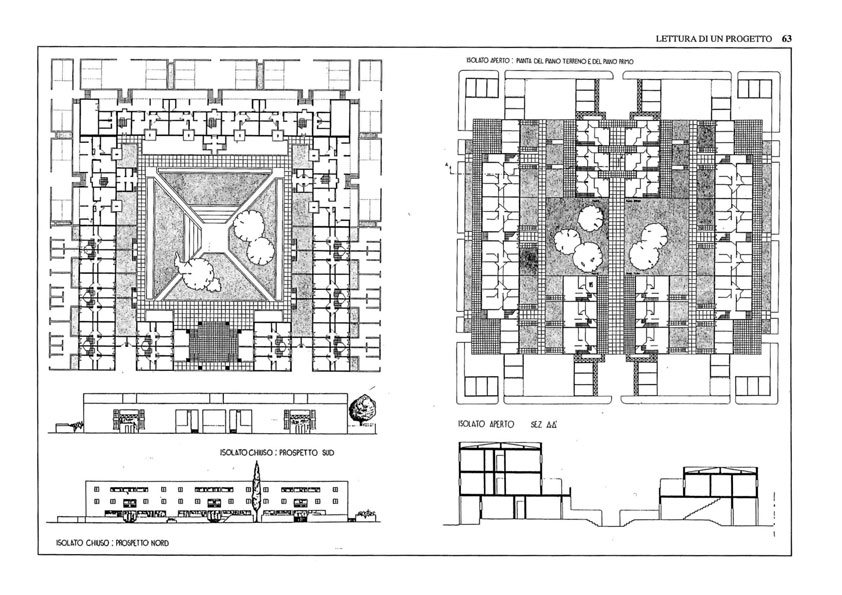 LETTURA DI UN PROGETTO 63
ISOLATO APERTO : PIANTA DEL PIANO TERRENO E DEL PIANO PRIMO
ISOLATO APERTO SEZ AA'
ISOLATO CHIUSO : PROSPETTO SUD
ISOLATO CHIUSO : PROSPETTO NORD